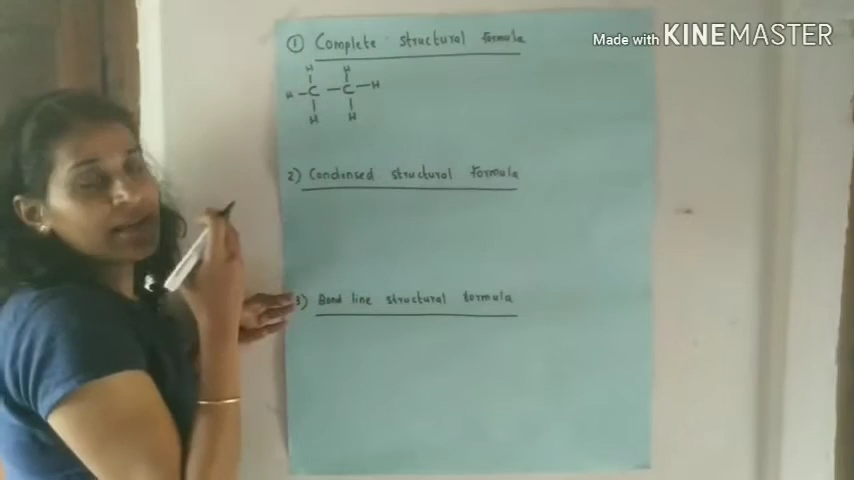 Made with KINEMASTER
① Complete structural formula
H H
H - C - C - H
H H
2) Condensed structural formula
3) Bond line structural formula